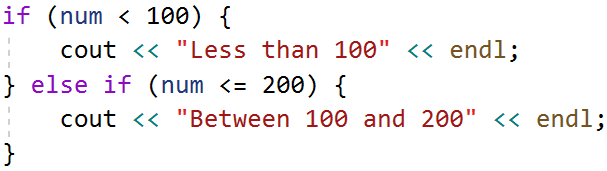 if (num < 100) {
    cout << "Less than 100" << endl;
} else if (num <= 200) {
    cout << "Between 100 and 200" << endl;
}